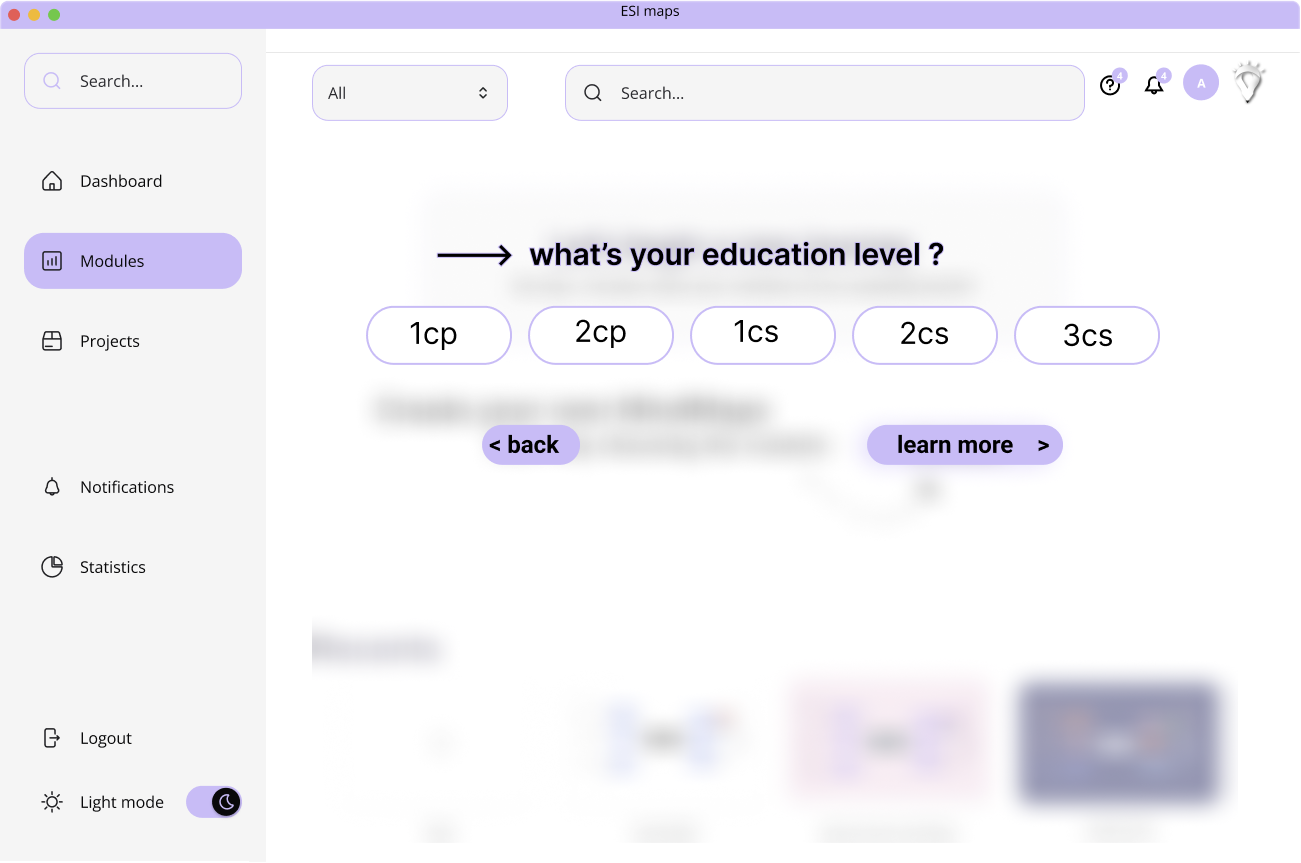 ESI maps
Search...
All
Search...
4
4
A
Dashboard
Modules
Projects
Notifications
Statistics
Logout
Light mode
what's your education level ?
1cp
2cp
1cs
2cs
3cs
< back
learn more >